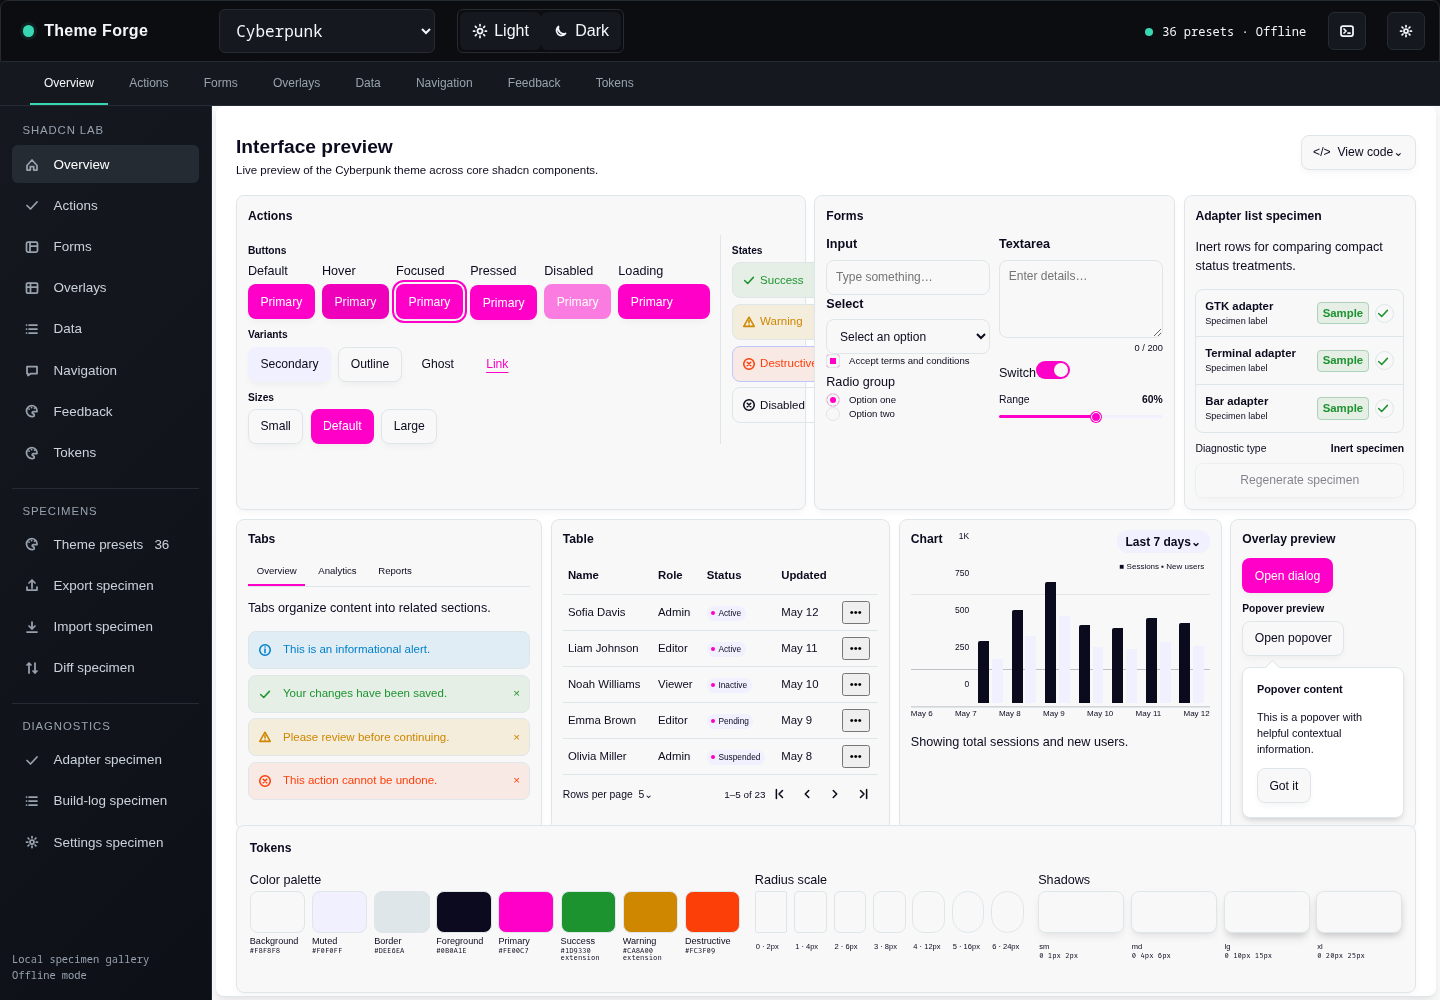 Theme Forge
Cyberpunk
Light
Dark
36 presets · Offline
Overview
Actions
Forms
Overlays
Data
Navigation
Feedback
Tokens
SHADCN LAB
Overview
Actions
Forms
Overlays
Data
Navigation
Feedback
Tokens
SPECIMENS
Theme presets 36
Export specimen
Import specimen
Diff specimen
DIAGNOSTICS
Adapter specimen
Build-log specimen
Settings specimen
Local specimen gallery
Offline mode
Interface preview
Live preview of the Cyberpunk theme across core shadcn components.
</> View code
Actions
Buttons
Default
Hover
Focused
Pressed
Disabled
Loading
Primary
Primary
Primary
Primary
Primary
Primary
Variants
Secondary
Outline
Ghost
Link
Sizes
Small
Default
Large
States
Success
Warning
Destructive
Disabled
Forms
Input
Type something…
Select
Select an option
Accept terms and conditions
Radio group
Option one
Option two
Textarea
Enter details…
0 / 200
Switch
Range
60%
Adapter list specimen
Inert rows for comparing compact
status treatments.
GTK adapter
Specimen label
Sample
Terminal adapter
Specimen label
Sample
Bar adapter
Specimen label
Sample
Diagnostic type
Inert specimen
Regenerate specimen
Tabs
Overview
Analytics
Reports
Tabs organize content into related sections.
This is an informational alert.
Your changes have been saved.
×
Please review before continuing.
×
This action cannot be undone.
×
Table
Name Role Status Updated
Sofia Davis Admin Active May 12 •••
Liam Johnson Editor Active May 11 •••
Noah Williams Viewer Inactive May 10 •••
Emma Brown Editor Pending May 9 •••
Olivia Miller Admin Suspended May 8 •••
Rows per page 5
1–5 of 23
Chart
Last 7 days
■ Sessions • New users
1K
750
500
250
0
May 6 May 7 May 8 May 9 May 10 May 11 May 12
Showing total sessions and new users.
Overlay preview
Open dialog
Popover preview
Open popover
Popover content
This is a popover with
helpful contextual
information.
Got it
Tokens
Color palette
Background
#F8F8F8
Muted
#F0F0FF
Border
#DEE6EA
Foreground
#0B0A1E
Primary
#FE00C7
Success
#1D9330
extension
Warning
#CA8A00
extension
Destructive
#FC3F09
Radius scale
0 · 2px
1 · 4px
2 · 6px
3 · 8px
4 · 12px
5 · 16px
6 · 24px
Shadows
sm
0 1px 2px
md
0 4px 6px
lg
0 10px 15px
xl
0 20px 25px